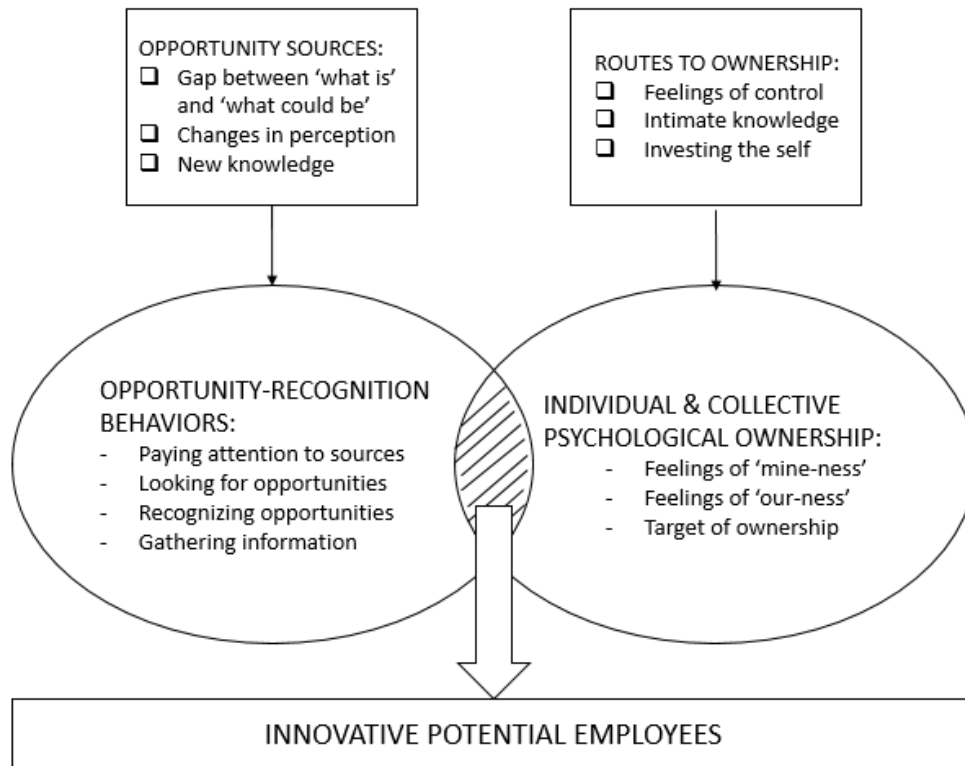 OPPORTUNITY SOURCES:
❑ Gap between ‘what is’
and ‘what could be’
❑ Changes in perception
❑ New knowledge
ROUTES TO OWNERSHIP:
❑ Feelings of control
❑ Intimate knowledge
❑ Investing the self
OPPORTUNITY-RECOGNITION
BEHAVIORS:
- Paying attention to sources
- Looking for opportunities
- Recognizing opportunities
- Gathering information
INDIVIDUAL & COLLECTIVE
PSYCHOLOGICAL OWNERSHIP:
- Feelings of ‘mine-ness’
- Feelings of ‘our-ness’
- Target of ownership
INNOVATIVE POTENTIAL EMPLOYEES